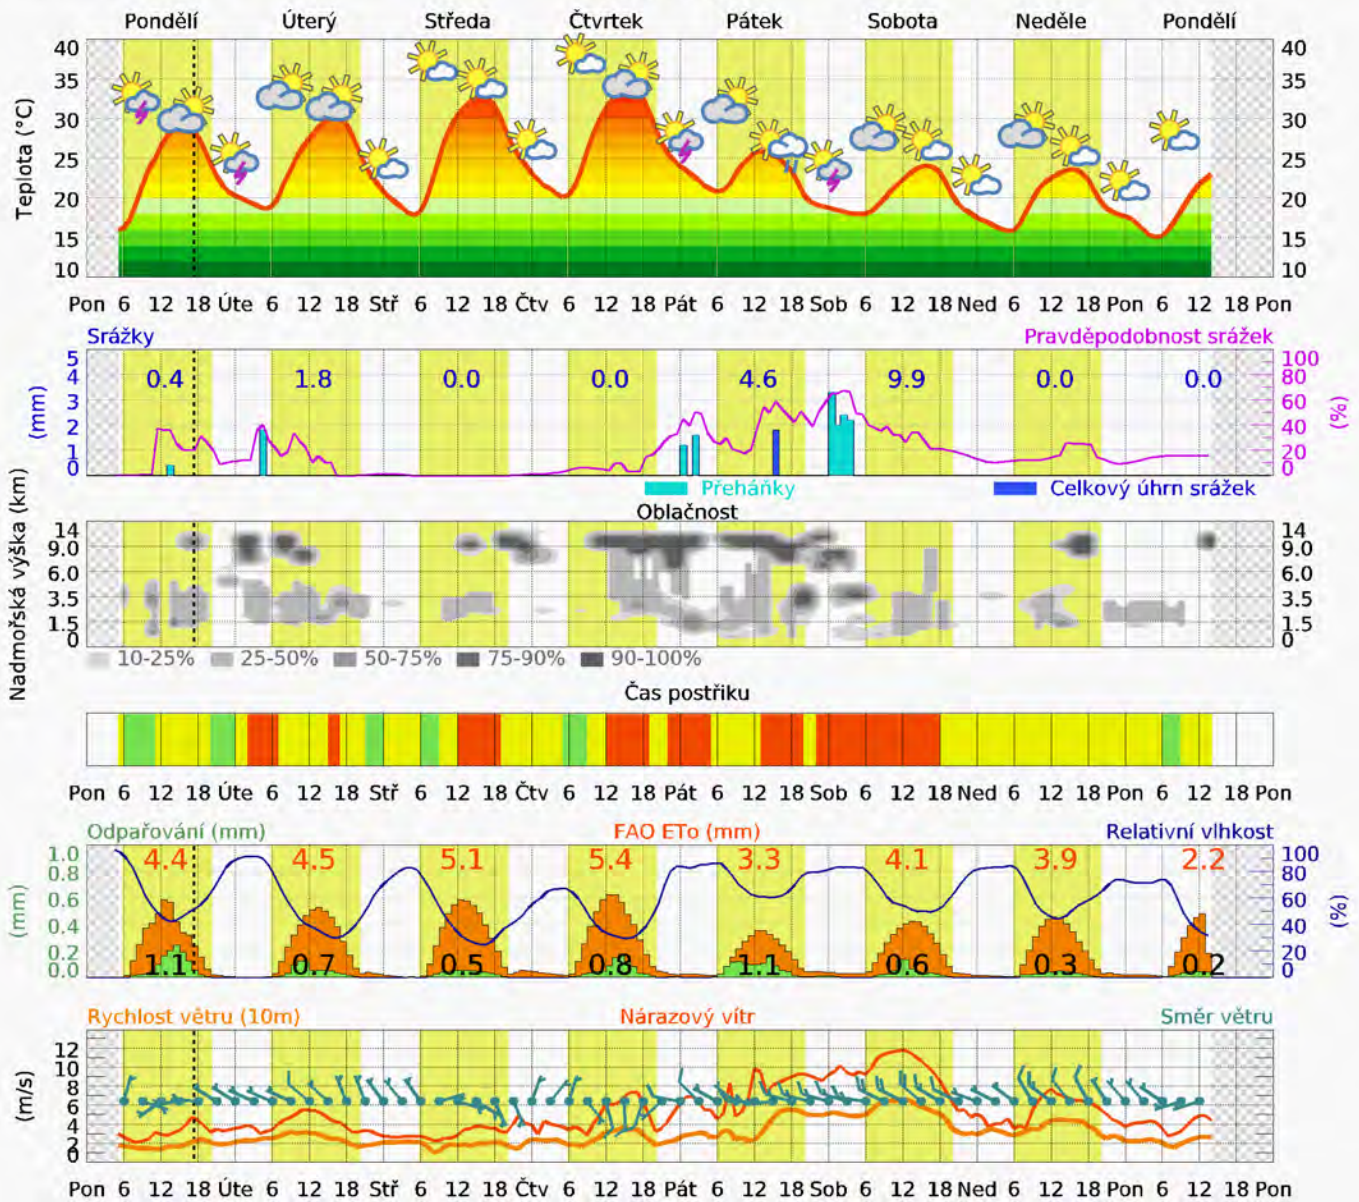 Pondělí Úterý Středa Čtvrtek Pátek Sobota Neděle Pondělí
40 40
35 35
30 30
25 25
20 20
15 15
10 10
Teplota (°C)
Pon 6 12 18 Úte 6 12 18 Stř 6 12 18 Čtv 6 12 18 Pát 6 12 18 Sob 6 12 18 Ned 6 12 18 Pon 6 12 18 Pon
Srážky Pravděpodobnost srážek
5 100
4 0.4 1.8 0.0 0.0 4.6 9.9 0.0 0.0 80
3 60
2 40
1 20
0 0
(mm) (%)
Přeháňky Celkový úhrn srážek
Oblačnost
14 14
9.0 9.0
6.0 6.0
3.5 3.5
1.5 1.5
0 0
Nadmořská výška (km)
10-25% 25-50% 50-75% 75-90% 90-100%
Čas postřiku
Pon 6 12 18 Úte 6 12 18 Stř 6 12 18 Čtv 6 12 18 Pát 6 12 18 Sob 6 12 18 Ned 6 12 18 Pon 6 12 18 Pon
Odpařování (mm) FAO ETo (mm) Relativní vlhkost
1.0 4.4 4.5 5.1 5.4 3.3 4.1 3.9 2.2 100
0.8 80
0.6 60
0.4 40
0.2 20
0.0 1.1 0.7 0.5 0.8 1.1 0.6 0.3 0.2 0
(mm) (%)
Rychlost větru (10m) Nárazový vítr Směr větru
12
10
8
6
4
2
0
(m/s)
Pon 6 12 18 Úte 6 12 18 Stř 6 12 18 Čtv 6 12 18 Pát 6 12 18 Sob 6 12 18 Ned 6 12 18 Pon 6 12 18 Pon